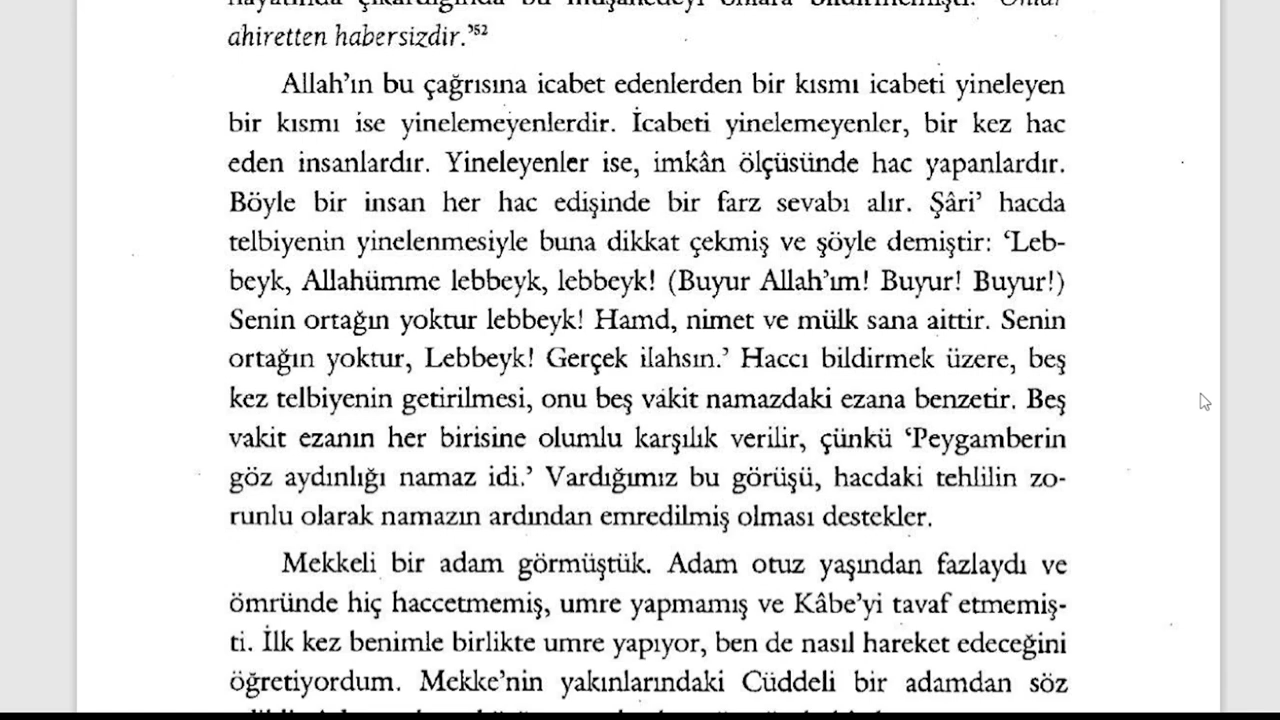 ahiretten habersizdir.’⁵²
Allah’ın bu çağrısına icabet edenlerden bir kısmı icabeti yineleyen
bir kısmı ise yinelemeyenlerdir. İcabeti yinelemeyenler, bir kez hac
eden insanlardır. Yineleyenler ise, imkân ölçüsünde hac yapanlardır.
Böyle bir insan her hac edişinde bir farz sevabı alır. Şâri’ hacda
telbiyenin yinelenmesiyle buna dikkat çekmiş ve şöyle demiştir: ‘Leb-
beyk, Allahümme lebbeyk, lebbeyk! (Buyur Allah’ım! Buyur! Buyur!)
Senin ortağın yoktur lebbeyk! Hamd, nimet ve mülk sana aittir. Senin
ortağın yoktur, Lebbeyk! Gerçek ilahsın.’ Haccı bildirmek üzere, beş
kez telbiyenin getirilmesi, onu beş vakit namazdaki ezana benzetir. Beş
vakit ezanın her birisine olumlu karşılık verilir, çünkü ‘Peygamberin
göz aydınlığı namaz idi.’ Vardığımız bu görüşü, hacdaki tehlilin zo-
runlu olarak namazın ardından emredilmiş olması destekler.
Mekkeli bir adam görmüştük. Adam otuz yaşından fazlaydı ve
ömründe hiç haccetmemiş, umre yapmamış ve Kâbe’yi tavaf etmemiş-
ti. İlk kez benimle birlikte umre yapıyor, ben de nasıl hareket edeceğini
öğretiyordum. Mekke’nin yakınlarındaki Cüddeli bir adamdan söz